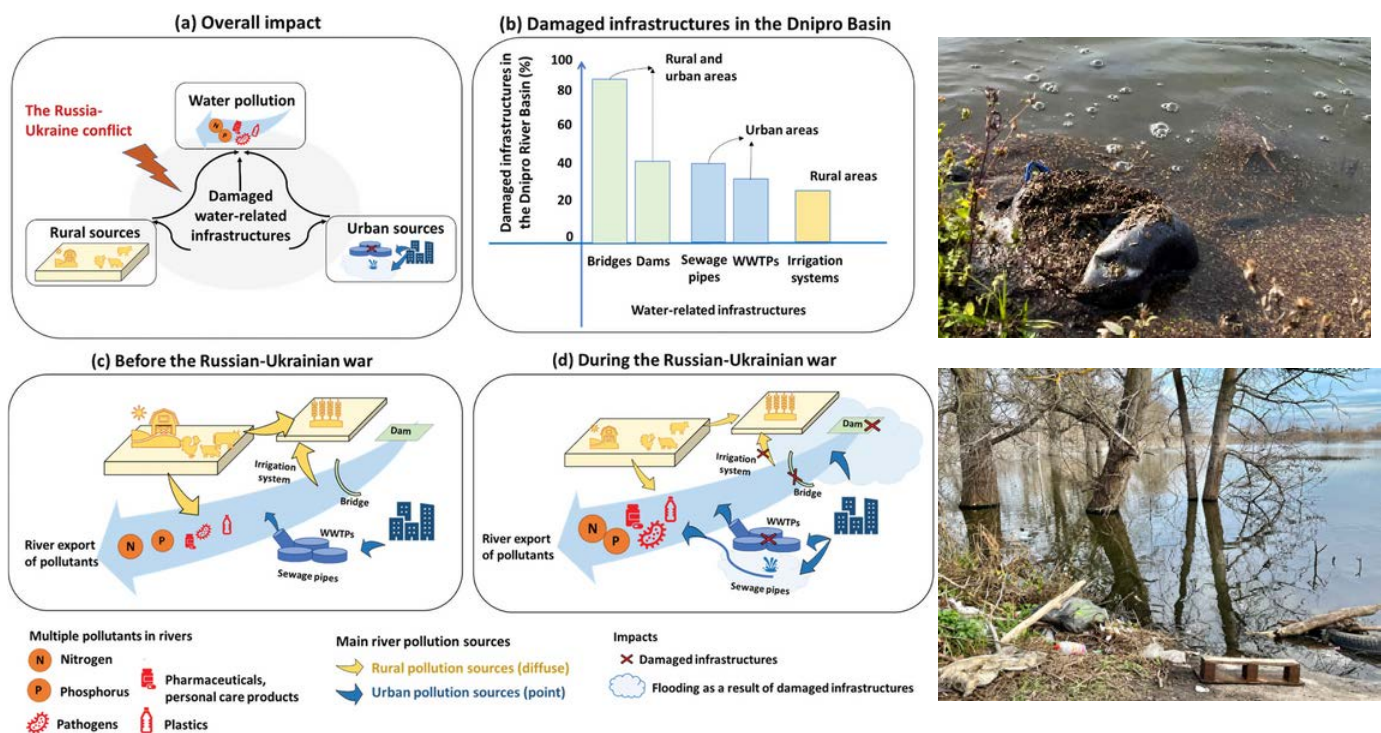 (a) Overall impact
Water pollution
N
P
The Russia-
Ukraine conflict
Damaged
water-related
infrastructures
Rural sources
Urban sources
(b) Damaged infrastructures in the Dnipro Basin
Damaged infrastructures in
the Dnipro River Basin (%)
100
80
60
40
20
0
Rural and
urban areas
Urban areas
Rural areas
Bridges
Dams
Sewage
pipes
WWTPs
Irrigation
systems
Water-related infrastructures
(c) Before the Russian-Ukrainian war
Dam
Irrigation
system
Bridge
WWTPs
Sewage pipes
N
P
River export
of pollutants
(d) During the Russian-Ukrainian war
Dam
Irrigation
system
Bridge
WWTPs
Sewage pipes
N
P
River export
of pollutants
Multiple pollutants in rivers
N Nitrogen
P Phosphorus
Pathogens
Pharmaceuticals,
personal care products
Plastics
Main river pollution sources
Rural pollution sources (diffuse)
Urban pollution sources (point)
Impacts
Damaged infrastructures
Flooding as a result of damaged infrastructures